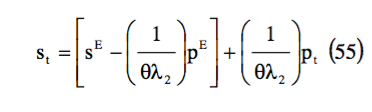 s_t = [ s^E − ( 1 / θλ_2 ) p^E ] + ( 1 / θλ_2 ) p_t (55)